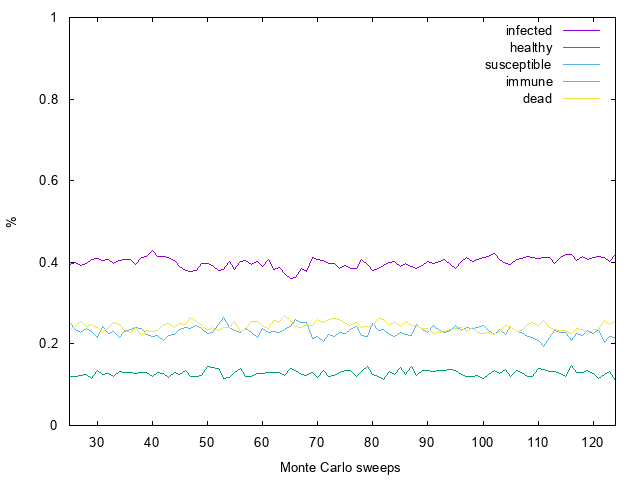 1
0.8
0.6
0.4
0.2
0
%
infected
healthy
susceptible
immune
dead
30 40 50 60 70 80 90 100 110 120
Monte Carlo sweeps